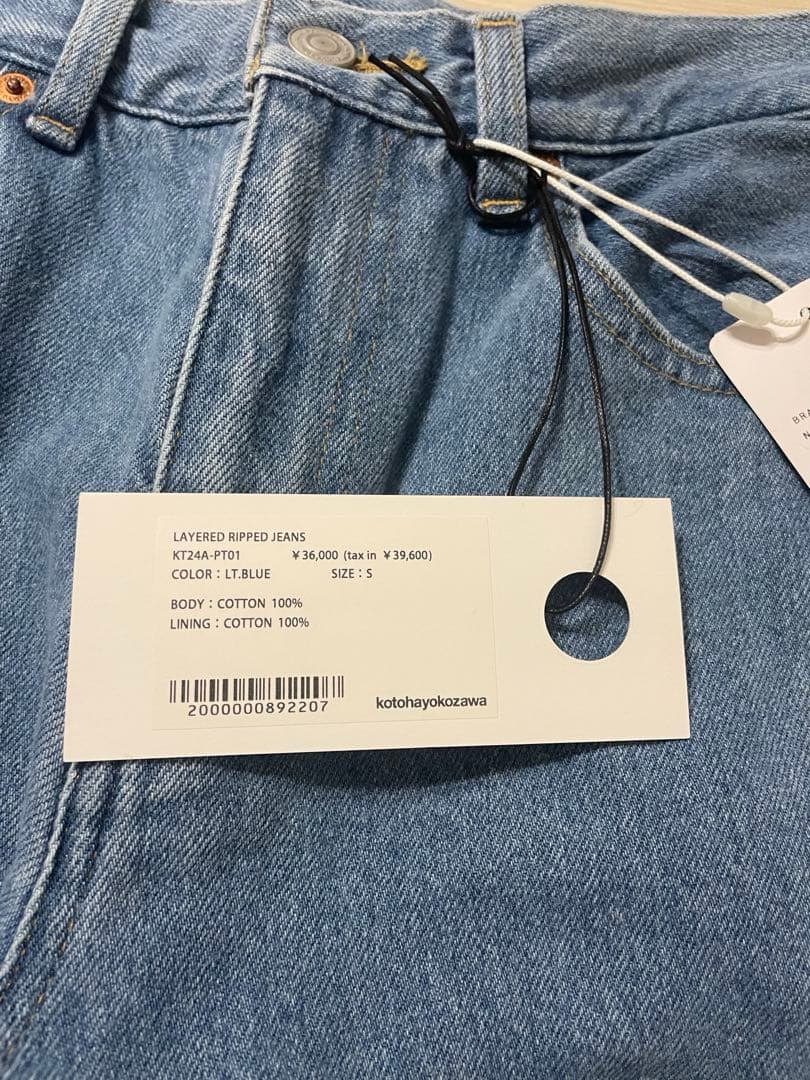 LAYERED RIPPED JEANS
KT24A-PT01 ¥36,000 (tax in ¥39,600)
COLOR : LT.BLUE SIZE : S
BODY : COTTON 100%
LINING : COTTON 100%
2000000892207
kotohayokozawa